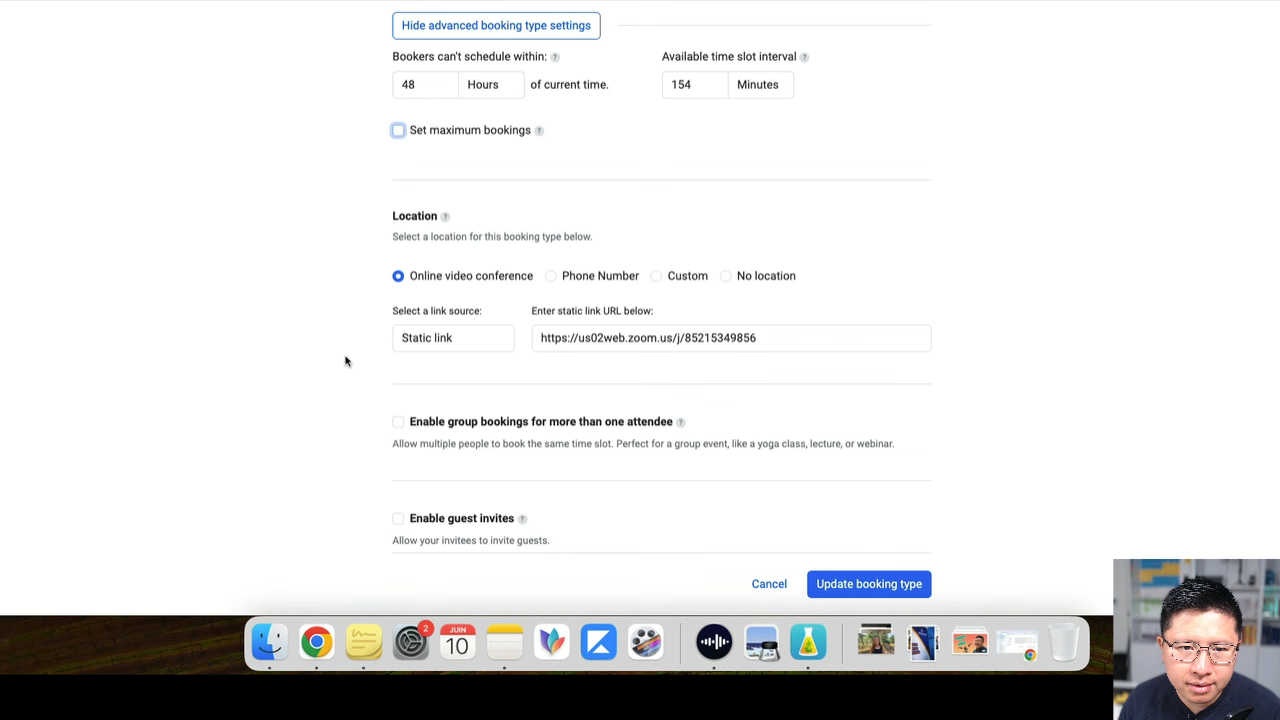 Hide advanced booking type settings
Bookers can't schedule within: ? Available time slot interval ?
48 Hours of current time. 154 Minutes
Set maximum bookings ?
Location ?
Select a location for this booking type below.
Online video conference Phone Number Custom No location
Select a link source: Enter static link URL below:
Static link https://us02web.zoom.us/j/85215349856
Enable group bookings for more than one attendee ?
Allow multiple people to book the same time slot. Perfect for a group event, like a yoga class, lecture, or webinar.
Enable guest invites ?
Allow your invitees to invite guests.
Cancel Update booking type
2
JUIN
10